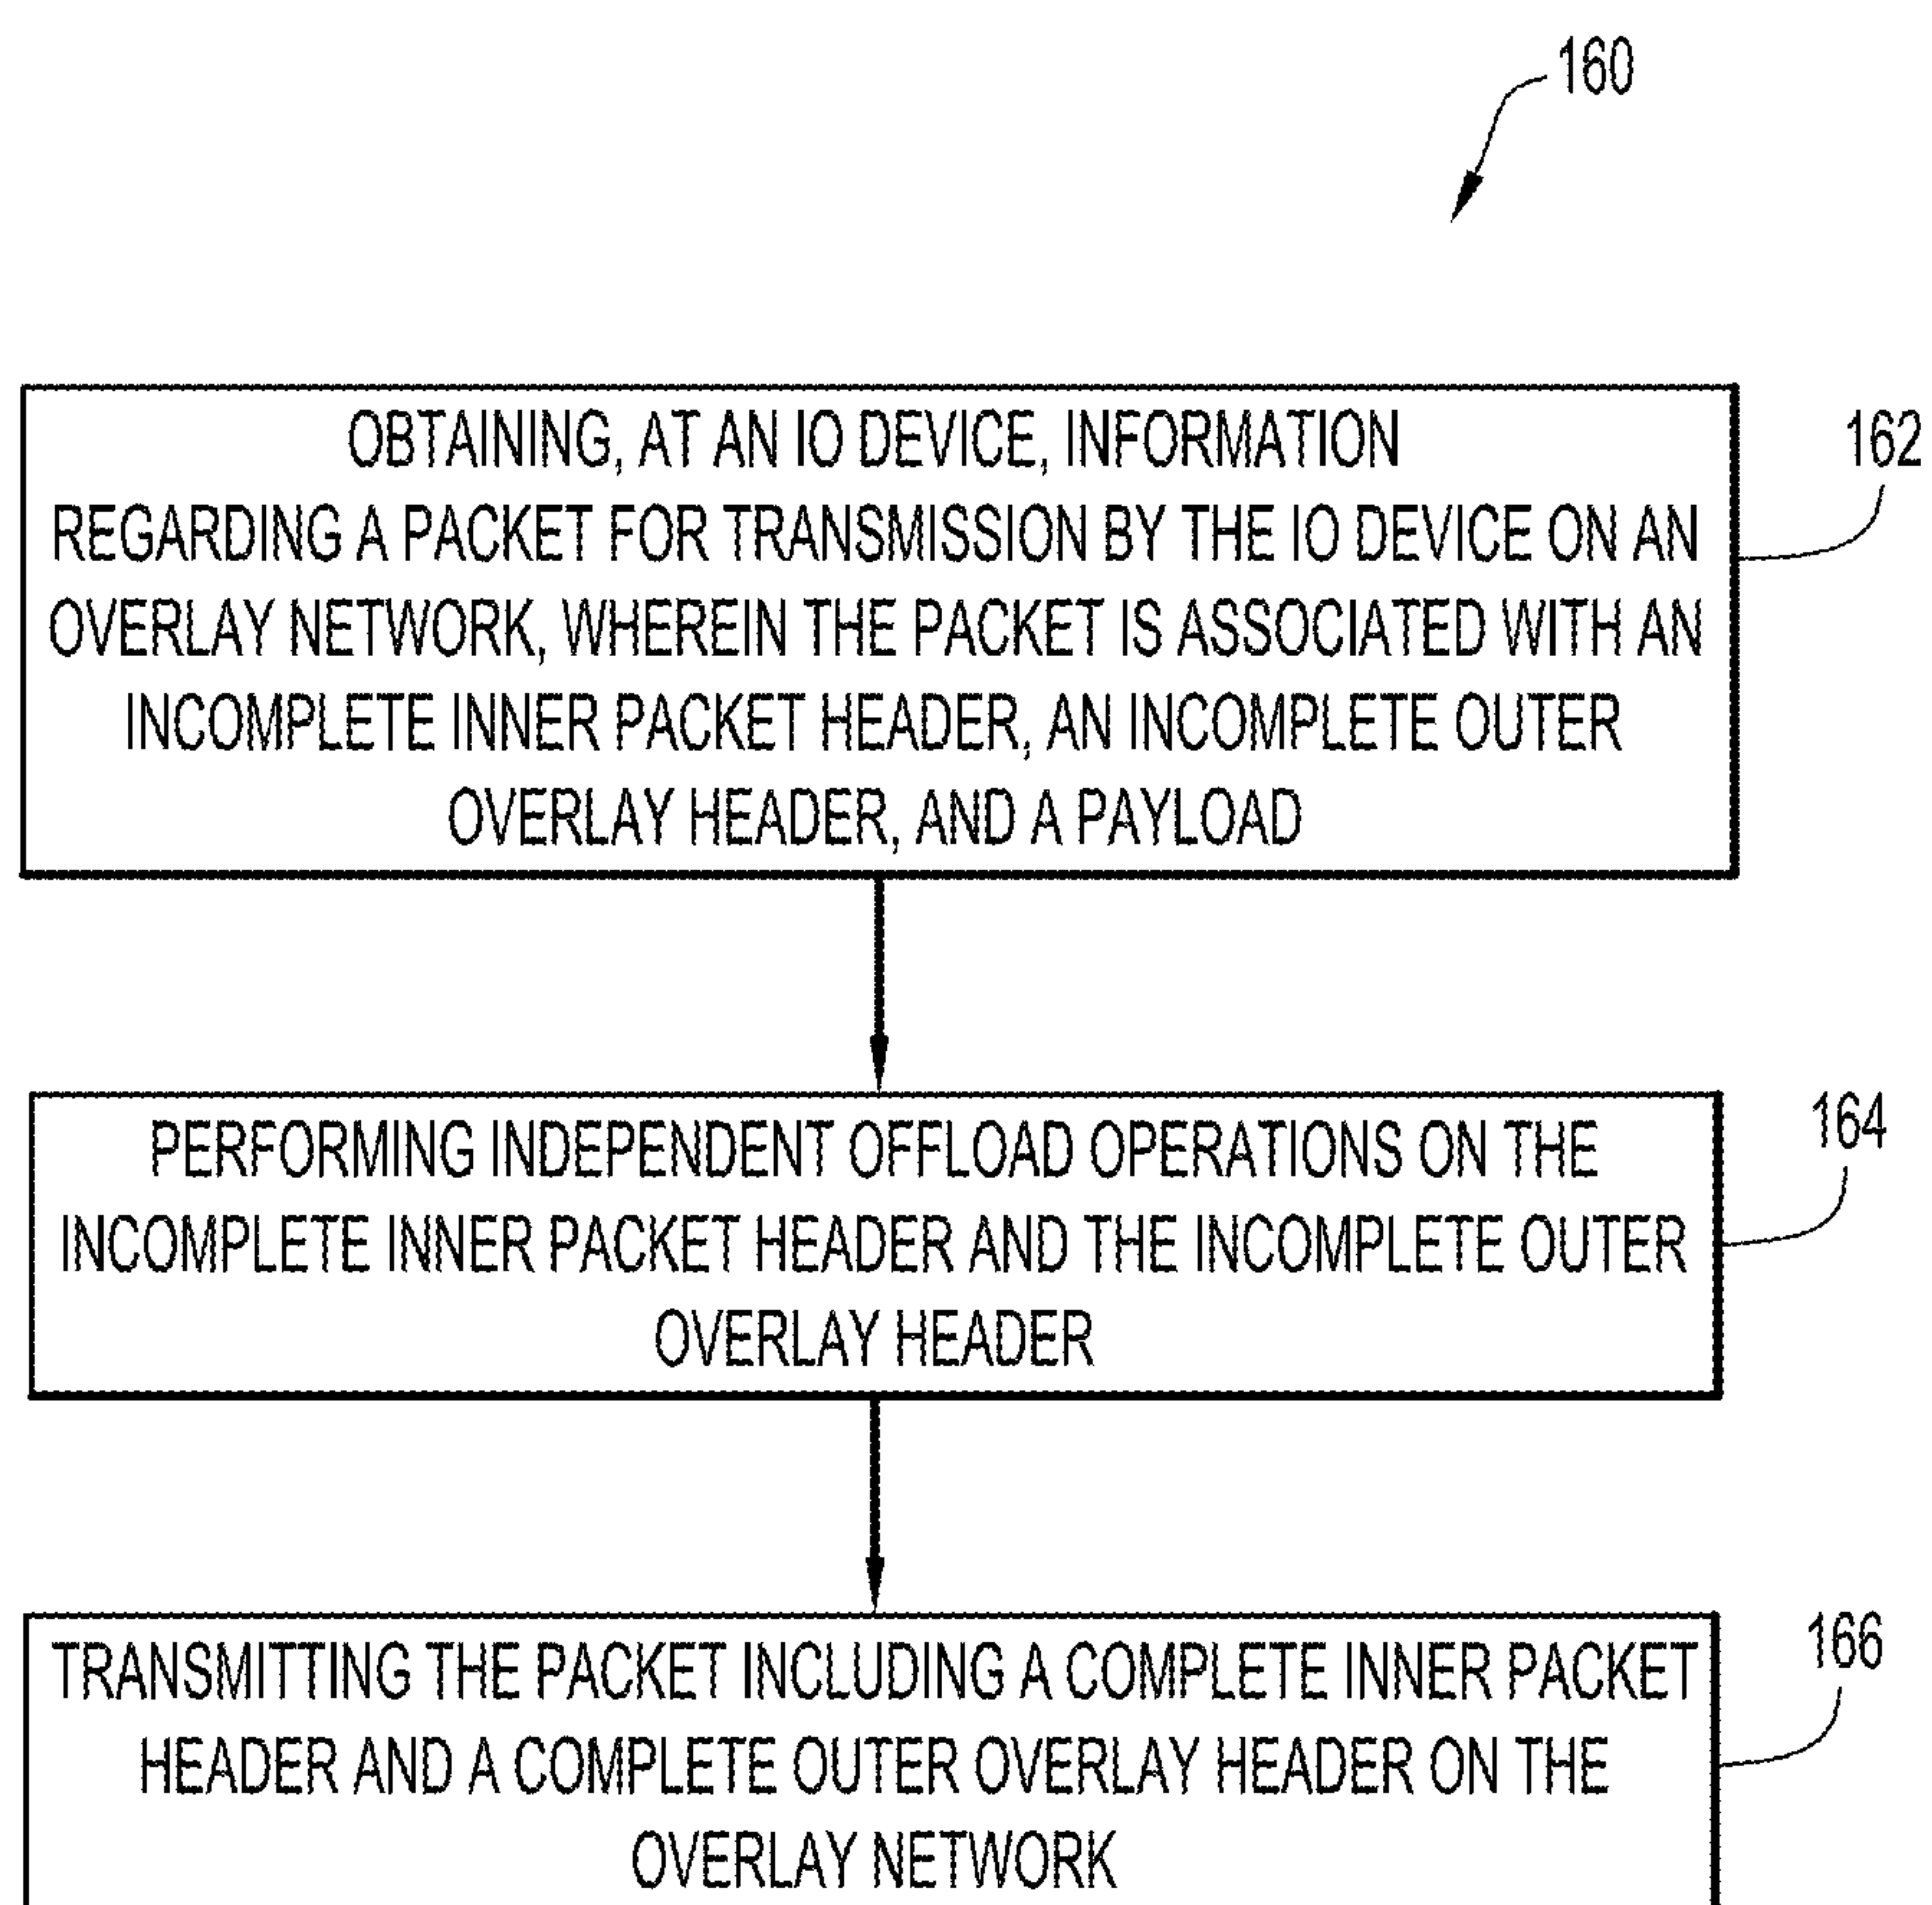 160
OBTAINING, AT AN IO DEVICE, INFORMATION
REGARDING A PACKET FOR TRANSMISSION BY THE IO DEVICE ON AN
OVERLAY NETWORK, WHEREIN THE PACKET IS ASSOCIATED WITH AN
INCOMPLETE INNER PACKET HEADER, AN INCOMPLETE OUTER
OVERLAY HEADER, AND A PAYLOAD
162
PERFORMING INDEPENDENT OFFLOAD OPERATIONS ON THE
INCOMPLETE INNER PACKET HEADER AND THE INCOMPLETE OUTER
OVERLAY HEADER
164
TRANSMITTING THE PACKET INCLUDING A COMPLETE INNER PACKET
HEADER AND A COMPLETE OUTER OVERLAY HEADER ON THE
OVERLAY NETWORK
166